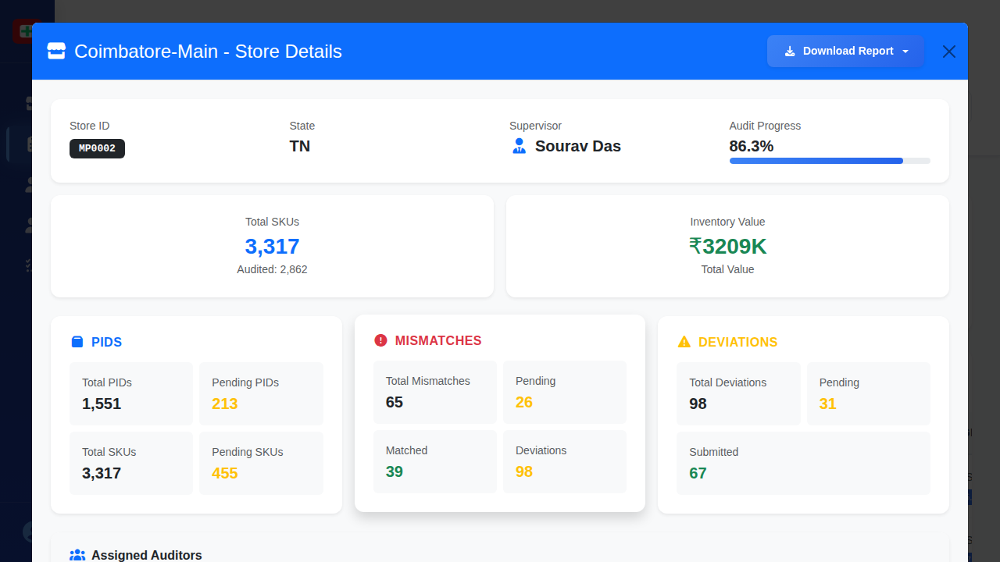 Coimbatore-Main - Store Details
Download Report
Store ID
MP0002
State
TN
Supervisor
Sourav Das
Audit Progress
86.3%
Total SKUs
3,317
Audited: 2,862
Inventory Value
₹3209K
Total Value
PIDS
Total PIDs
1,551
Pending PIDs
213
Total SKUs
3,317
Pending SKUs
455
MISMATCHES
Total Mismatches
65
Pending
26
Matched
39
Deviations
98
DEVIATIONS
Total Deviations
98
Pending
31
Submitted
67
Assigned Auditors